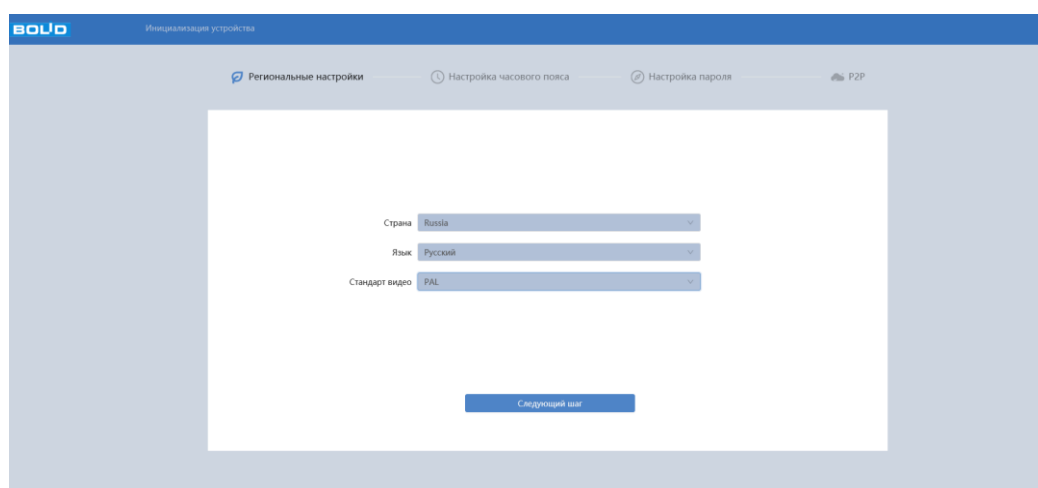 BOLID
Инициализация устройства
Региональные настройки
Настройка часового пояса
Настройка пароля
P2P
Страна Russia
Язык Русский
Стандарт видео PAL
Следующий шаг